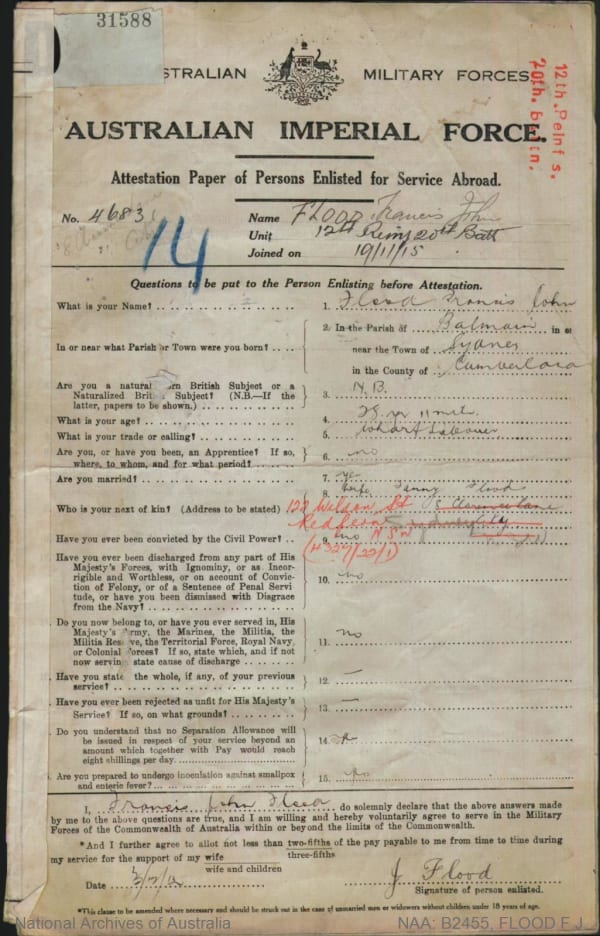 31588
AUSTRALIAN MILITARY FORCES
12th. Reinf s.
20th. battn.
AUSTRALIAN IMPERIAL FORCE.
Attestation Paper of Persons Enlisted for Service Abroad.
No. 4683
Name FLOOD Francis John
Unit 12th Reinf 20th Batt
Joined on 19/11/15
14
Questions to be put to the Person Enlisting before Attestation.
What is your Name? 1. Flood Francis John
In or near what Parish or Town were you born? 2. In the Parish of Balmain in or
near the Town of Sydney
in the County of Cumberland
Are you a natural born British Subject or a
Naturalized British Subject? (N.B.—If the
latter, papers to be shown.) 3. N.B.
What is your age? 4. 11
What is your trade or calling? 5. Wharf Labourer
Are you, or have you been, an Apprentice? If so,
where, to whom, and for what period? 6. no
Are you married? 7. yes
Who is your next of kin? (Address to be stated) 8. Wife Fanny Flood
122 Wilson St
Redfern NSW
Have you ever been convicted by the Civil Power? 9. no
Have you ever been discharged from any part of His
Majesty's Forces, with Ignominy, or as Incor-
rigible and Worthless, or on account of Convic-
tion of Felony, or of a Sentence of Penal Servi
tude, or have you been dismissed with Disgrace
from the Navy? 10. no
Do you now belong to, or have you ever served in, His
Majesty's Army, the Marines, the Militia, the
Militia Reserve, the Territorial Force, Royal Navy,
or Colonial Forces? If so, state which, and if not
now serving, state cause of discharge 11. no
Have you stated the whole, if any, of your previous
service? 12. —
Have you ever been rejected as unfit for His Majesty's
Service? If so, on what grounds? 13. —
Do you understand that no Separation Allowance will
be issued in respect of your service beyond an
amount which together with Pay would reach
eight shillings per day. 14.
Are you prepared to undergo inoculation against smallpox
and enteric fever? 15. yes
I, Francis John Flood do solemnly declare that the above answers made
by me to the above questions are true, and I am willing and hereby voluntarily agree to serve in the Military
Forces of the Commonwealth of Australia within or beyond the limits of the Commonwealth.
*And I further agree to allot not less than two-fifths of the pay payable to me from time to time during
three-fifths
my service for the support of my wife
wife and children
Date J Flood
Signature of person enlisted.
*This clause to be amended where necessary and should be struck out in the case of unmarried men or widowers without children under 18 years of age.
National Archives of Australia NAA: B2455, FLOOD F J